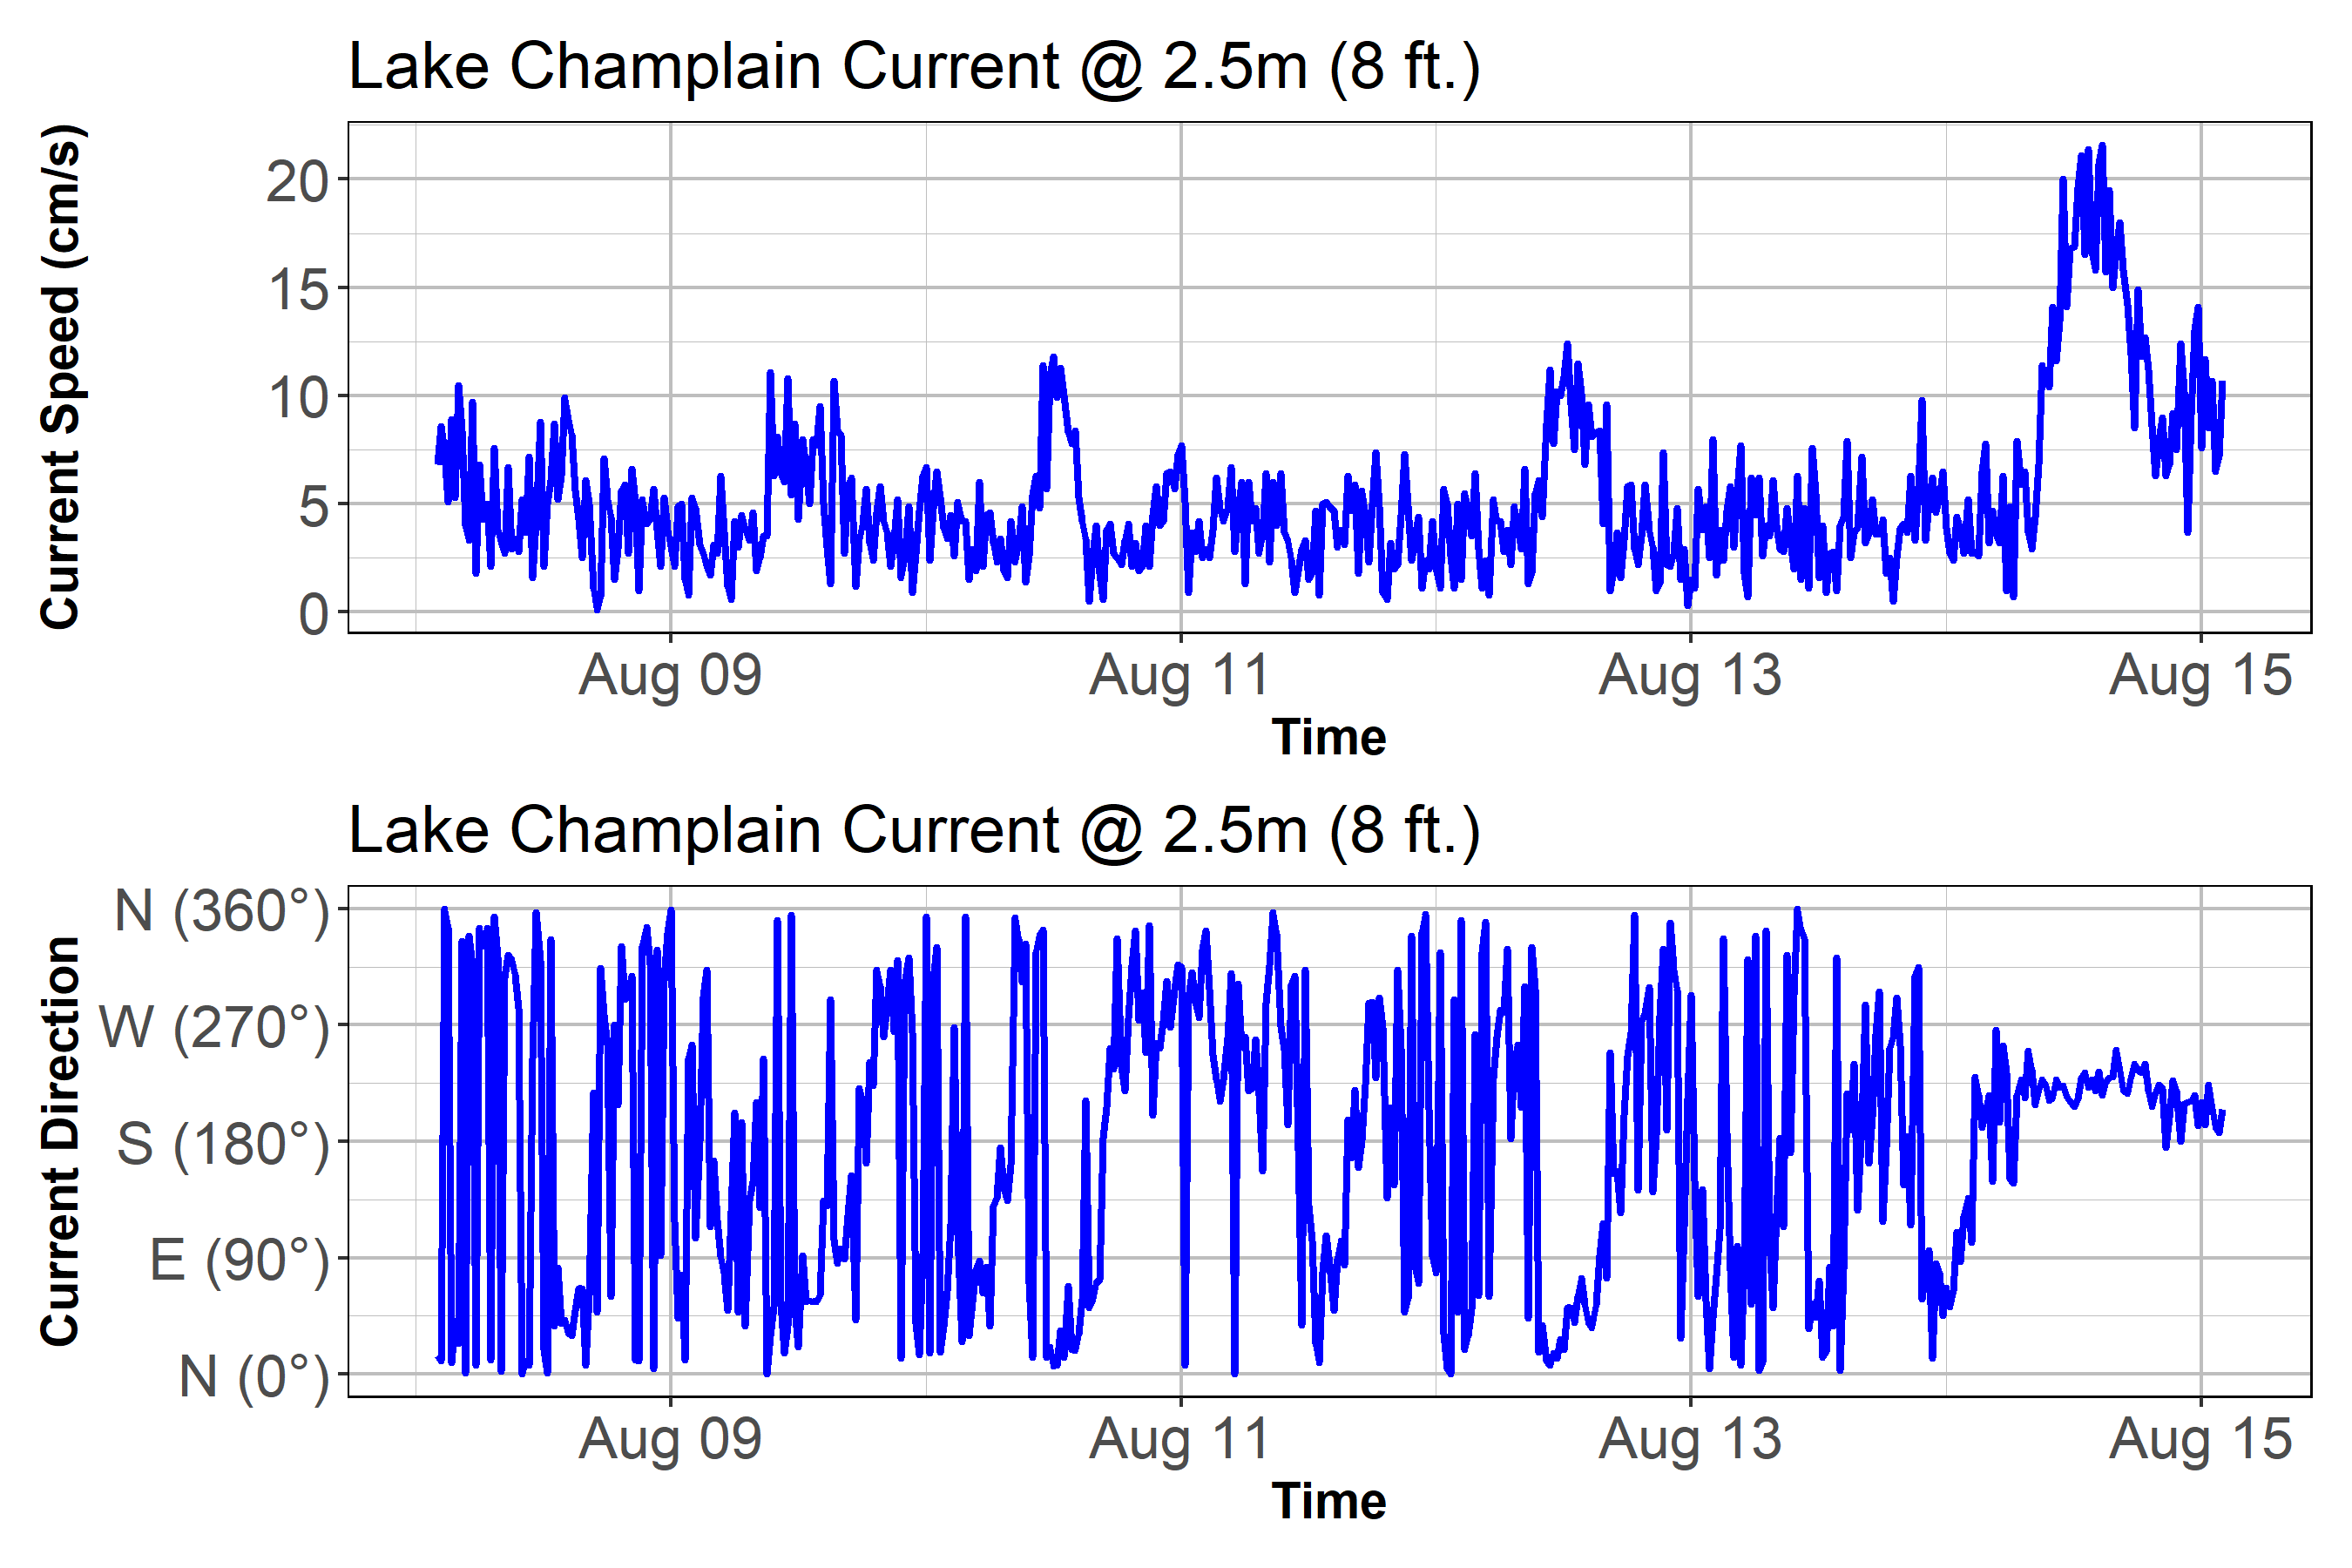 Lake Champlain Current @ 2.5m (8 ft.)
Current Speed (cm/s)
20
15
10
5
0
Aug 09 Aug 11 Aug 13 Aug 15
Time
Lake Champlain Current @ 2.5m (8 ft.)
Current Direction
N (360°)
W (270°)
S (180°)
E (90°)
N (0°)
Aug 09 Aug 11 Aug 13 Aug 15
Time